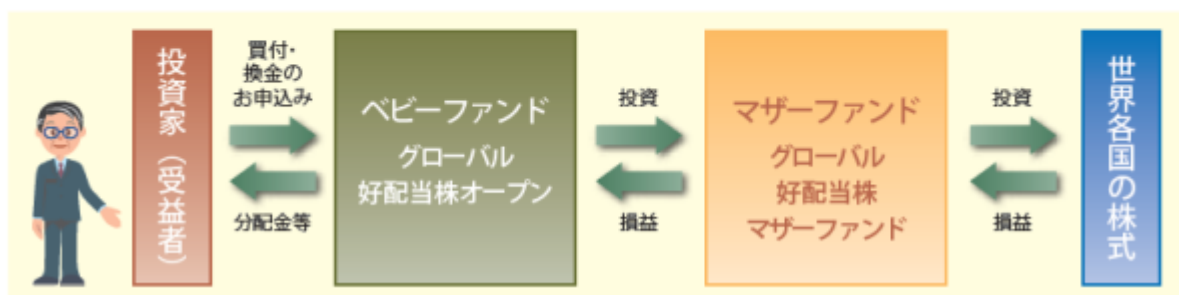 投資家（受益者）
買付・
換金の
お申込み
分配金等
ベビーファンド
グローバル
好配当株オープン
投資
損益
マザーファンド
グローバル
好配当株
マザーファンド
投資
損益
世界各国の株式